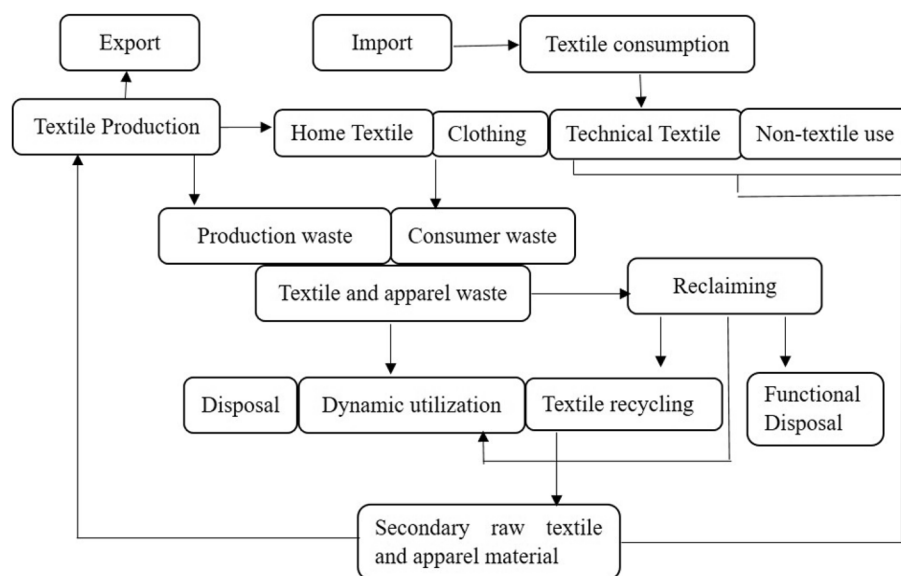 Export
Import
Textile consumption
Textile Production
Home Textile
Clothing
Technical Textile
Non-textile use
Production waste
Consumer waste
Textile and apparel waste
Reclaiming
Disposal
Dynamic utilization
Textile recycling
Functional
Disposal
Secondary raw textile
and apparel material